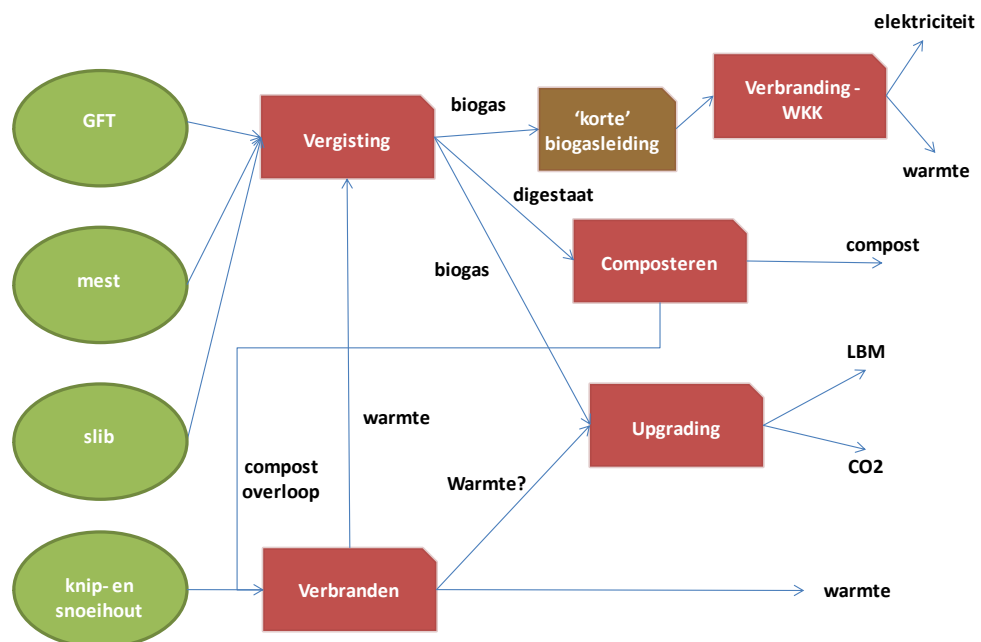 elektriciteit
GFT
biogas
Vergisting
‘korte’
biogasleiding
Verbranding -
WKK
warmte
digestaat
mest
biogas
Composteren
compost
LBM
slib
warmte
Upgrading
compost
overloop
Warmte?
CO2
knip- en
snoeihout
Verbranden
warmte